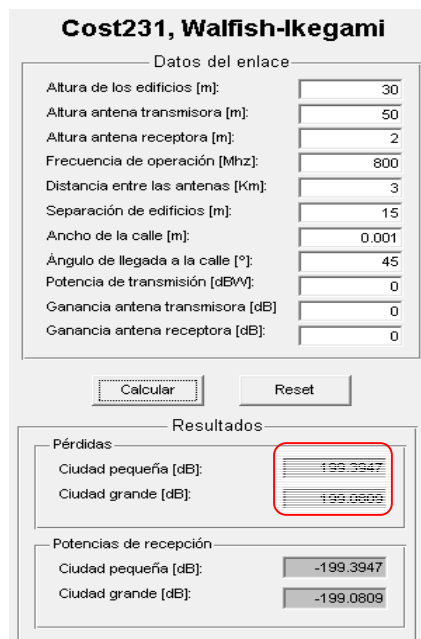 Cost231, Walfish-Ikegami
Datos del enlace
Altura de los edificios [m]: 30
Altura antena transmisora [m]: 50
Altura antena receptora [m]: 2
Frecuencia de operación [Mhz]: 800
Distancia entre las antenas [Km]: 3
Separación de edificios [m]: 15
Ancho de la calle [m]: 0.001
Ángulo de llegada a la calle [º]: 45
Potencia de transmisión [dBW]: 0
Ganancia antena transmisora [dB] 0
Ganancia antena receptora [dB]: 0
Calcular Reset
Resultados
Pérdidas
Ciudad pequeña [dB]: 199.3947
Ciudad grande [dB]: 199.0809
Potencias de recepción
Ciudad pequeña [dB]: -199.3947
Ciudad grande [dB]: -199.0809